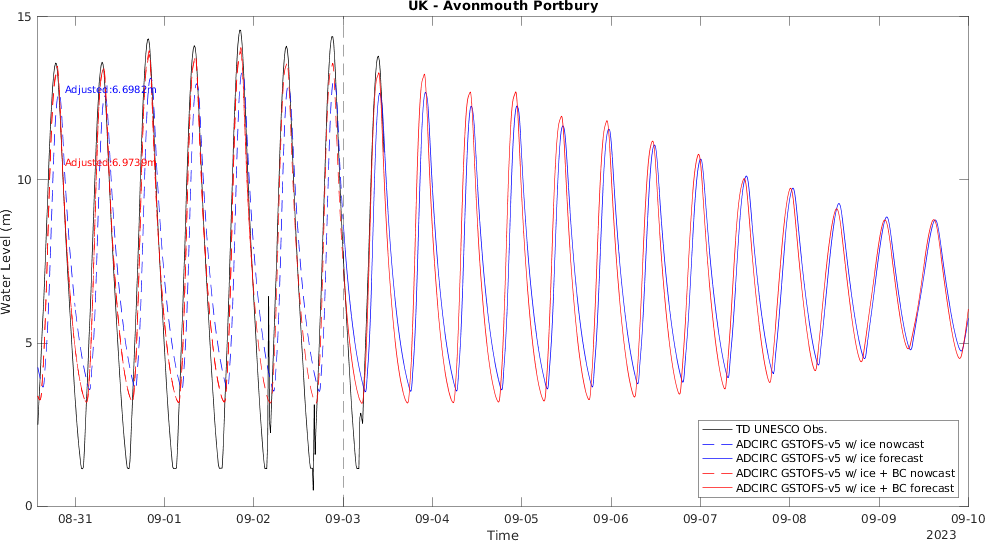 UK - Avonmouth Portbury
15
10
5
0
Water Level (m)
Adjusted:6.6982m
Adjusted:6.9739m
TD UNESCO Obs.
ADCIRC GSTOFS-v5 w/ ice nowcast
ADCIRC GSTOFS-v5 w/ ice forecast
ADCIRC GSTOFS-v5 w/ ice + BC nowcast
ADCIRC GSTOFS-v5 w/ ice + BC forecast
08-31 09-01 09-02 09-03 09-04 09-05 09-06 09-07 09-08 09-09 09-10
Time
2023